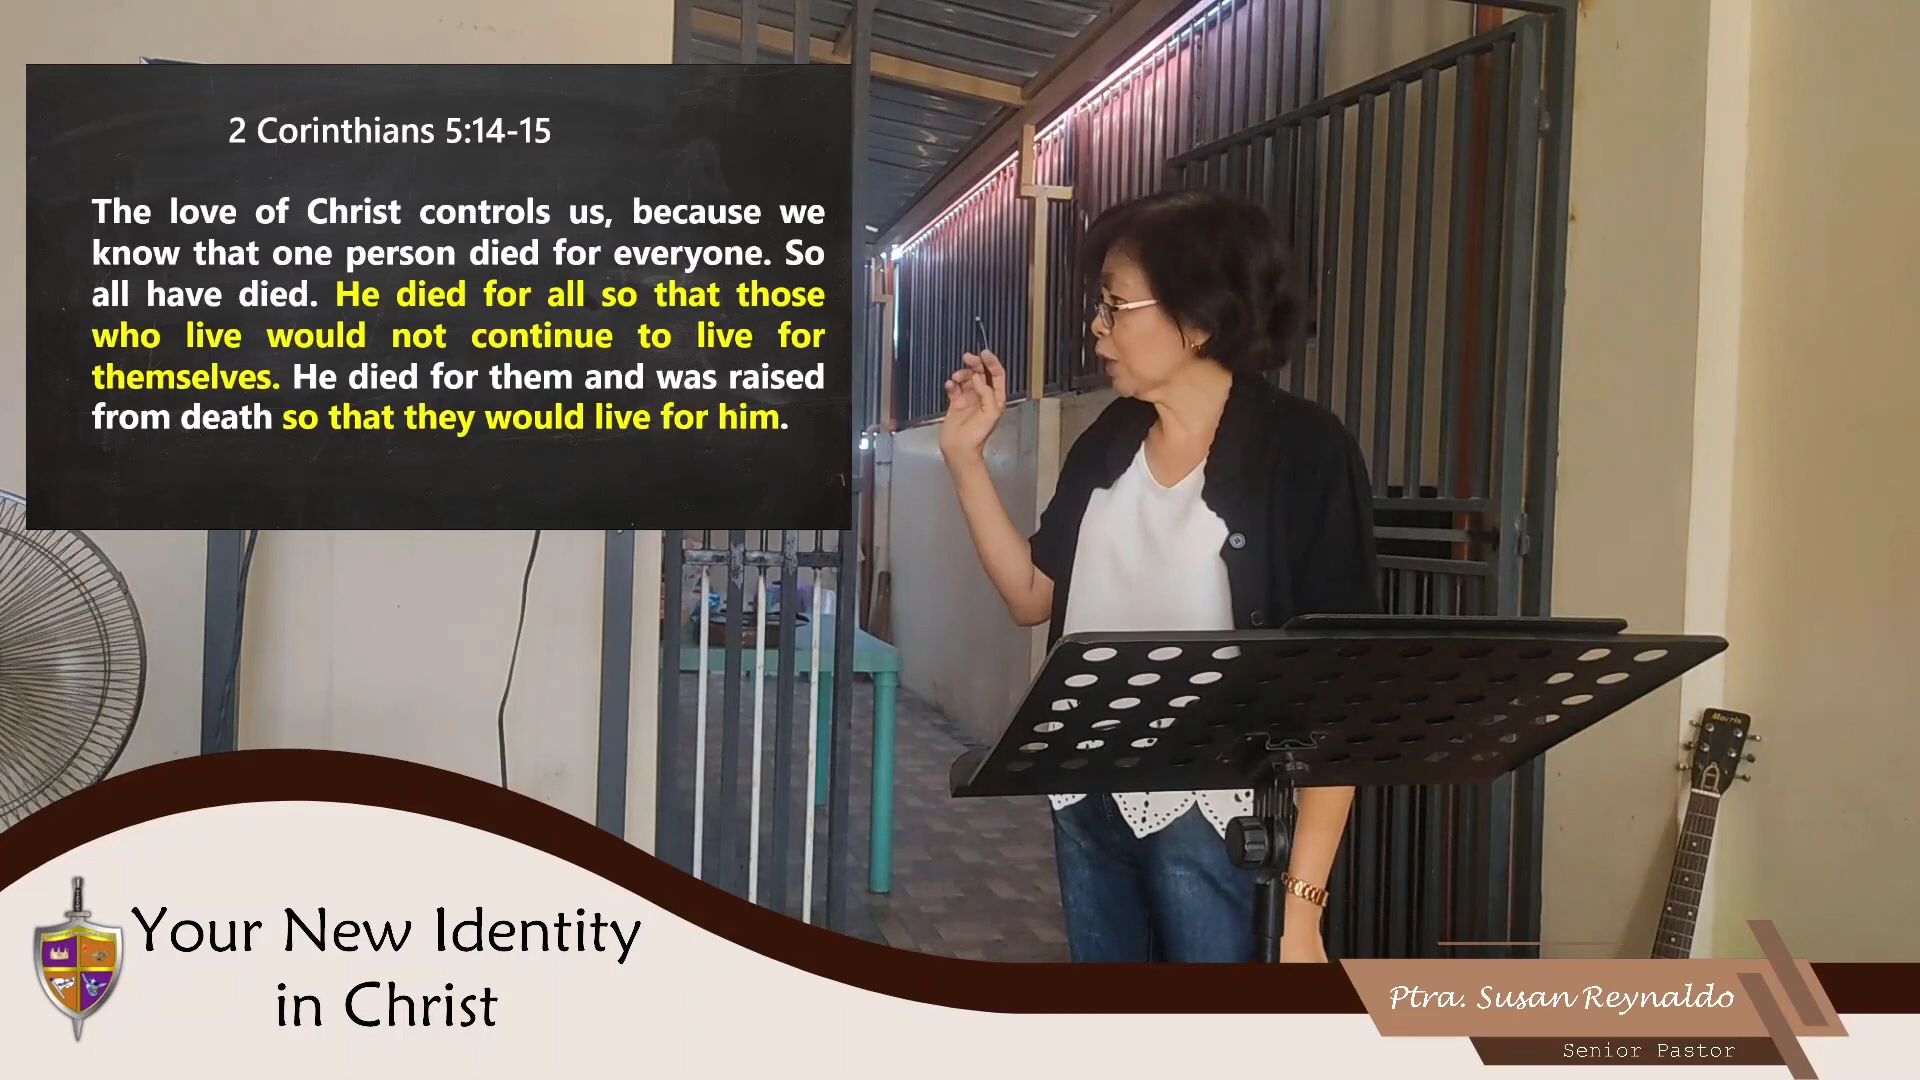 2 Corinthians 5:14-15
The love of Christ controls us, because we
know that one person died for everyone. So
all have died. He died for all so that those
who live would not continue to live for
themselves. He died for them and was raised
from death so that they would live for him.
Morris
Your New Identity
in Christ
Ptra. Susan Reynaldo
Senior Pastor